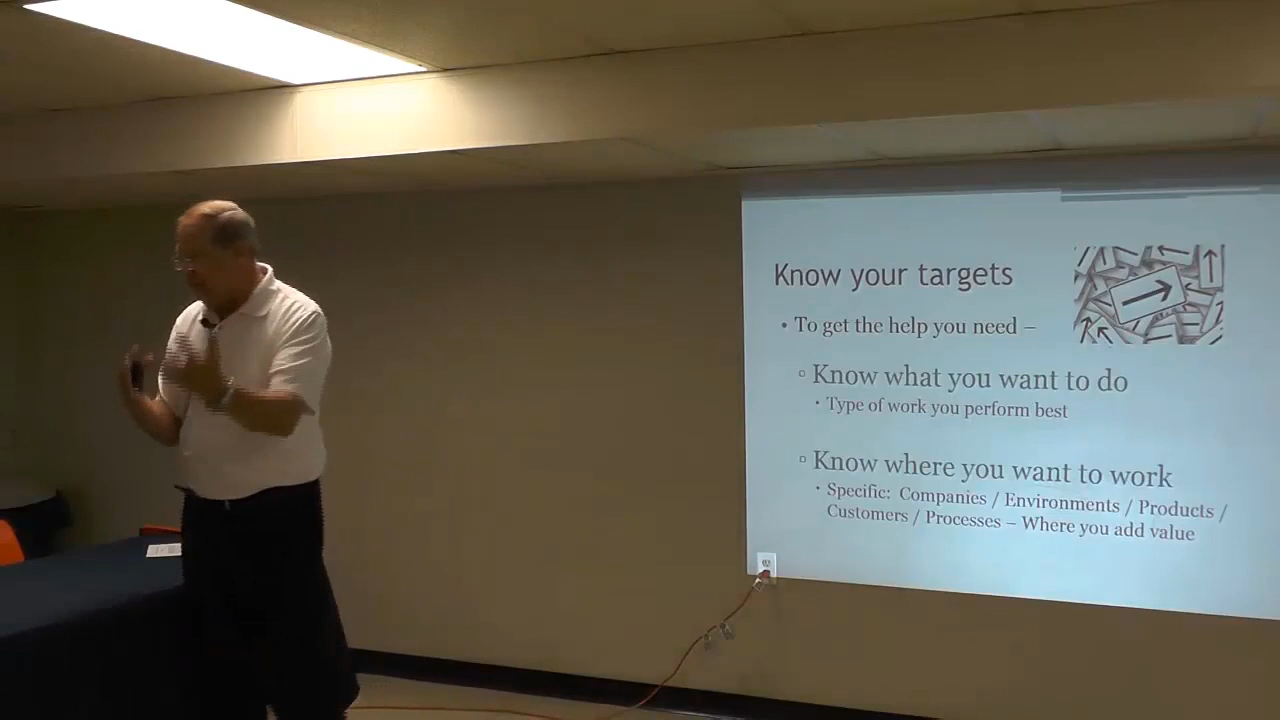 Know your targets
• To get the help you need –
▫ Know what you want to do
• Type of work you perform best
▫ Know where you want to work
• Specific: Companies / Environments / Products /
Customers / Processes – Where you add value